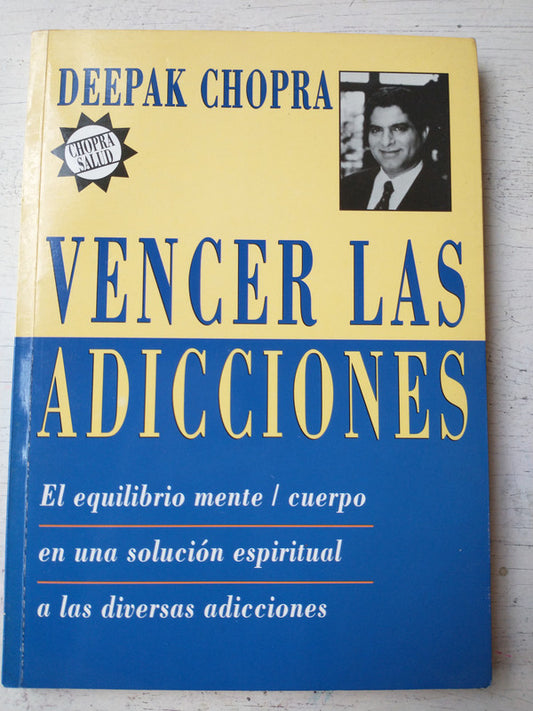 DEEPAK CHOPRA
CHOPRA
SALUD
VENCER LAS
ADICCIONES
El equilibrio mente / cuerpo
en una solución espiritual
a las diversas adicciones